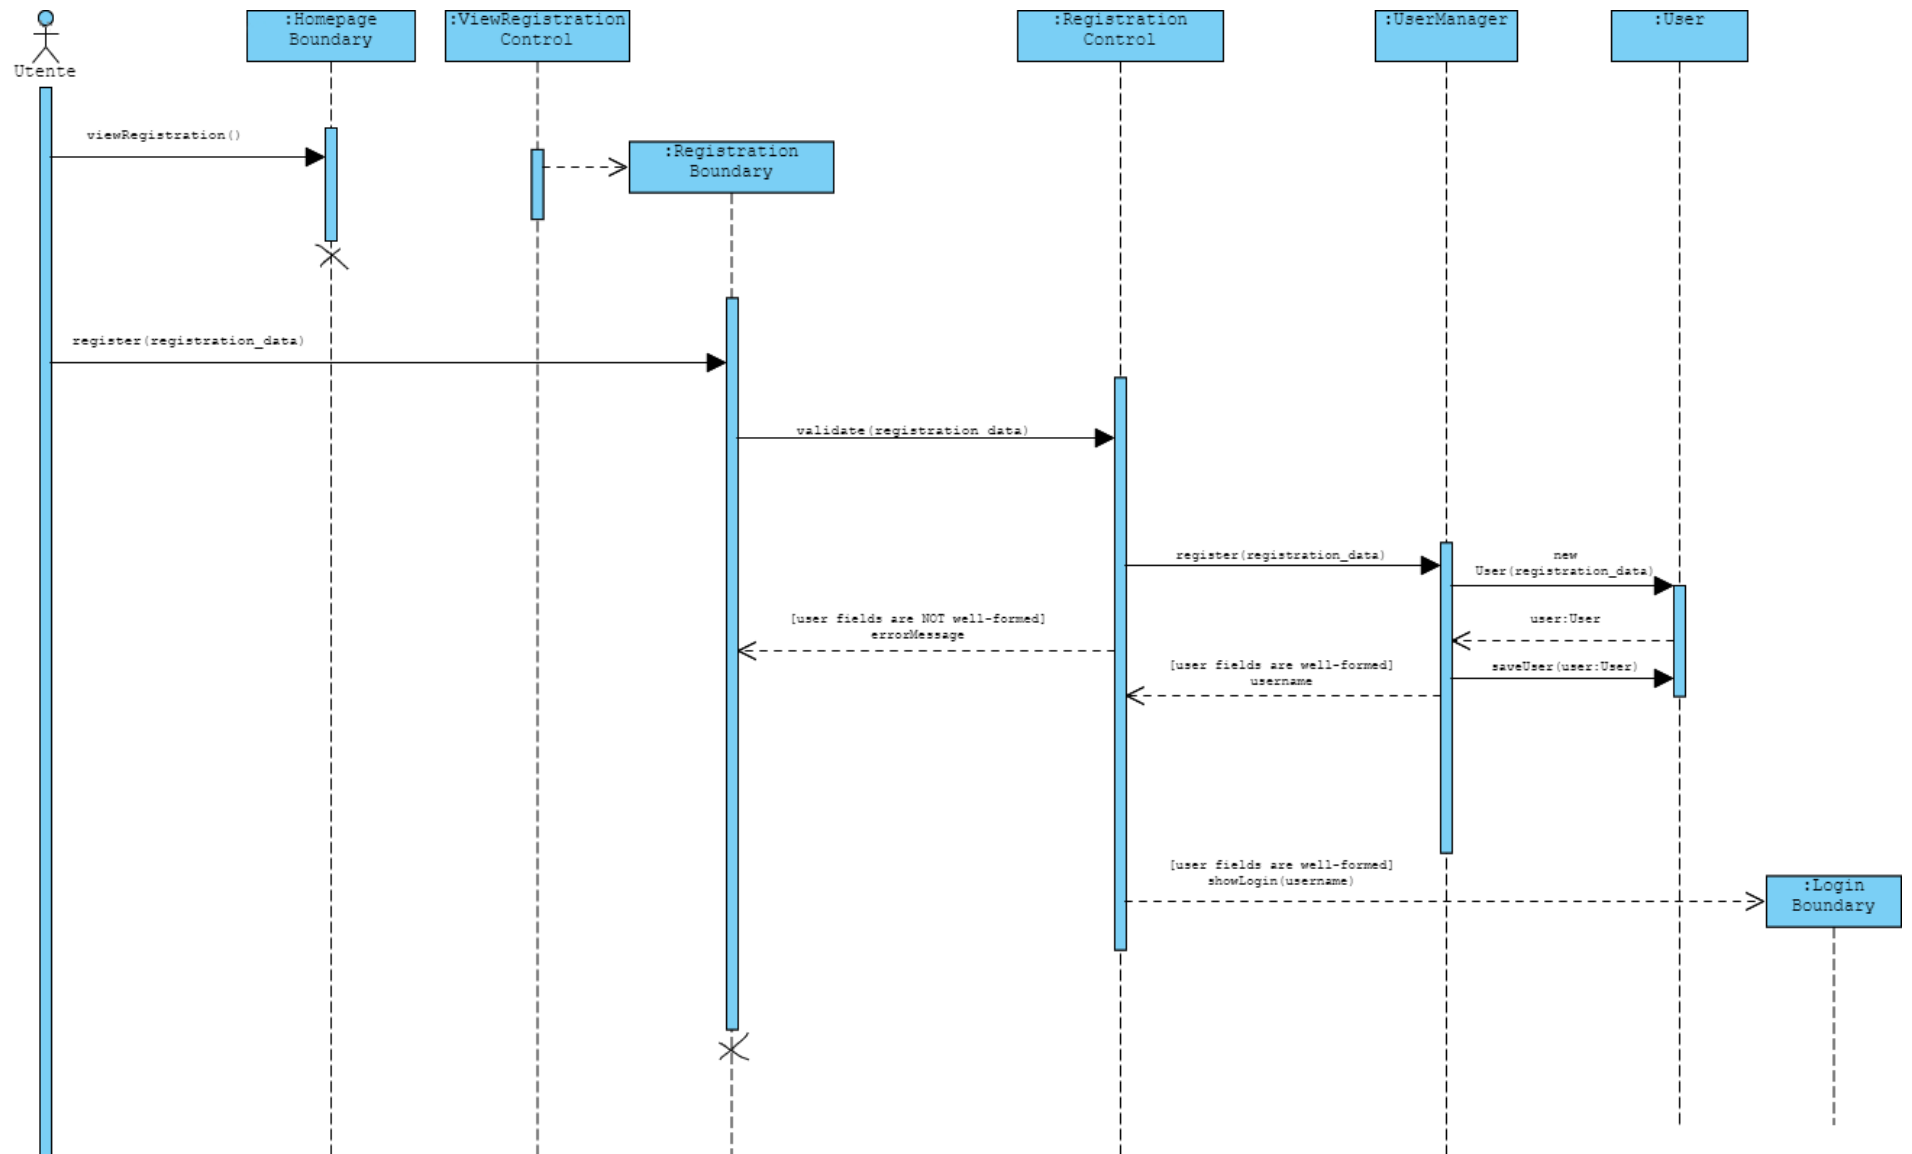 :Homepage
Boundary
:ViewRegistration
Control
:Registration
Control
:UserManager
:User
Utente
viewRegistration()
:Registration
Boundary
register(registration_data)
validate(registration data)
register(registration_data)
new
User(registration_data)
[user fields are NOT well-formed]
errorMessage
user:User
[user fields are well-formed]
username
saveUser(user:User)
[user fields are well-formed]
showLogin(username)
:Login
Boundary